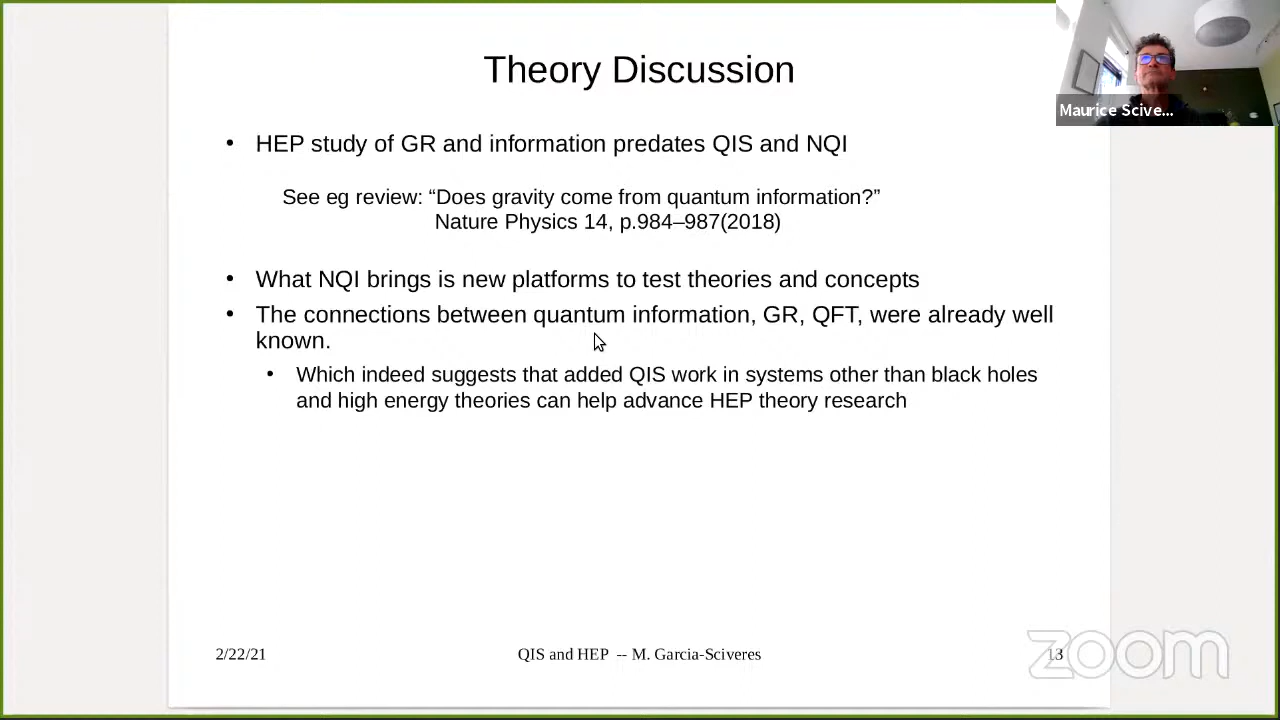 Theory Discussion
Maurice Scive...
• HEP study of GR and information predates QIS and NQI
See eg review: “Does gravity come from quantum information?”
Nature Physics 14, p.984–987(2018)
• What NQI brings is new platforms to test theories and concepts
• The connections between quantum information, GR, QFT, were already well
known.
• Which indeed suggests that added QIS work in systems other than black holes
and high energy theories can help advance HEP theory research
2/22/21
QIS and HEP -- M. Garcia-Sciveres
13
zoom